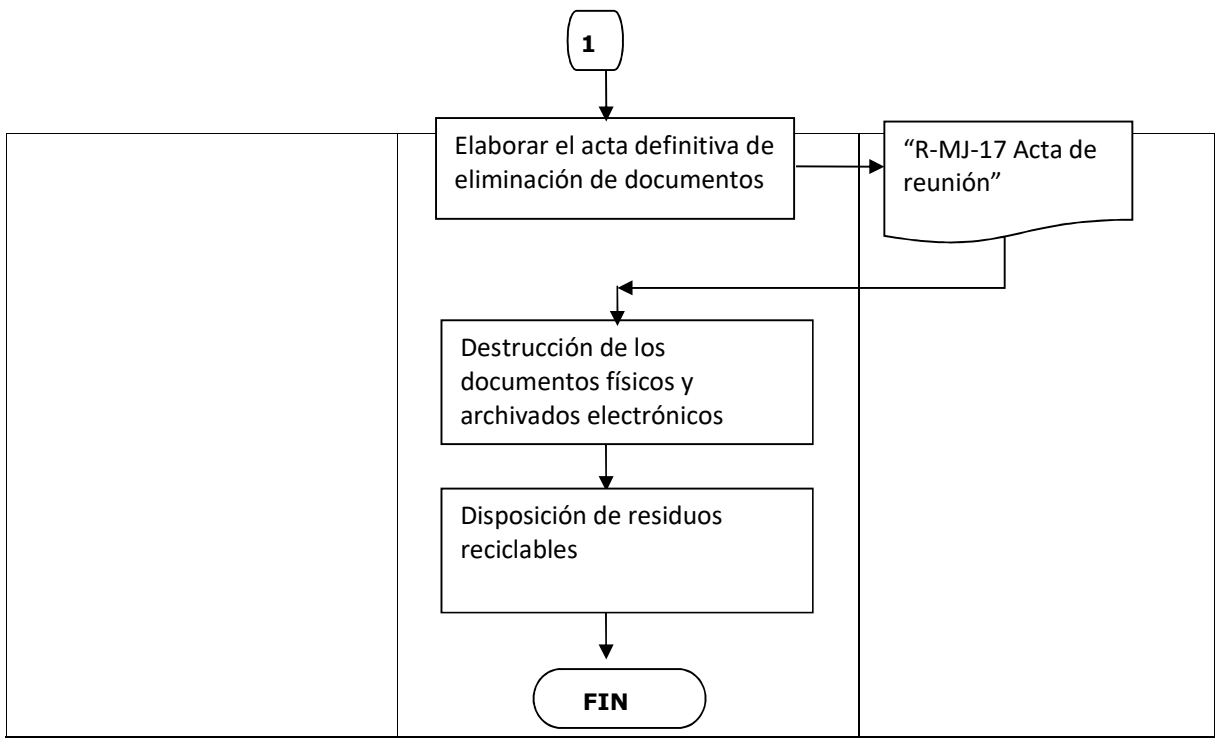 1
Elaborar el acta definitiva de
eliminación de documentos
“R-MJ-17 Acta de
reunión”
Destrucción de los
documentos físicos y
archivados electrónicos
Disposición de residuos
reciclables
FIN